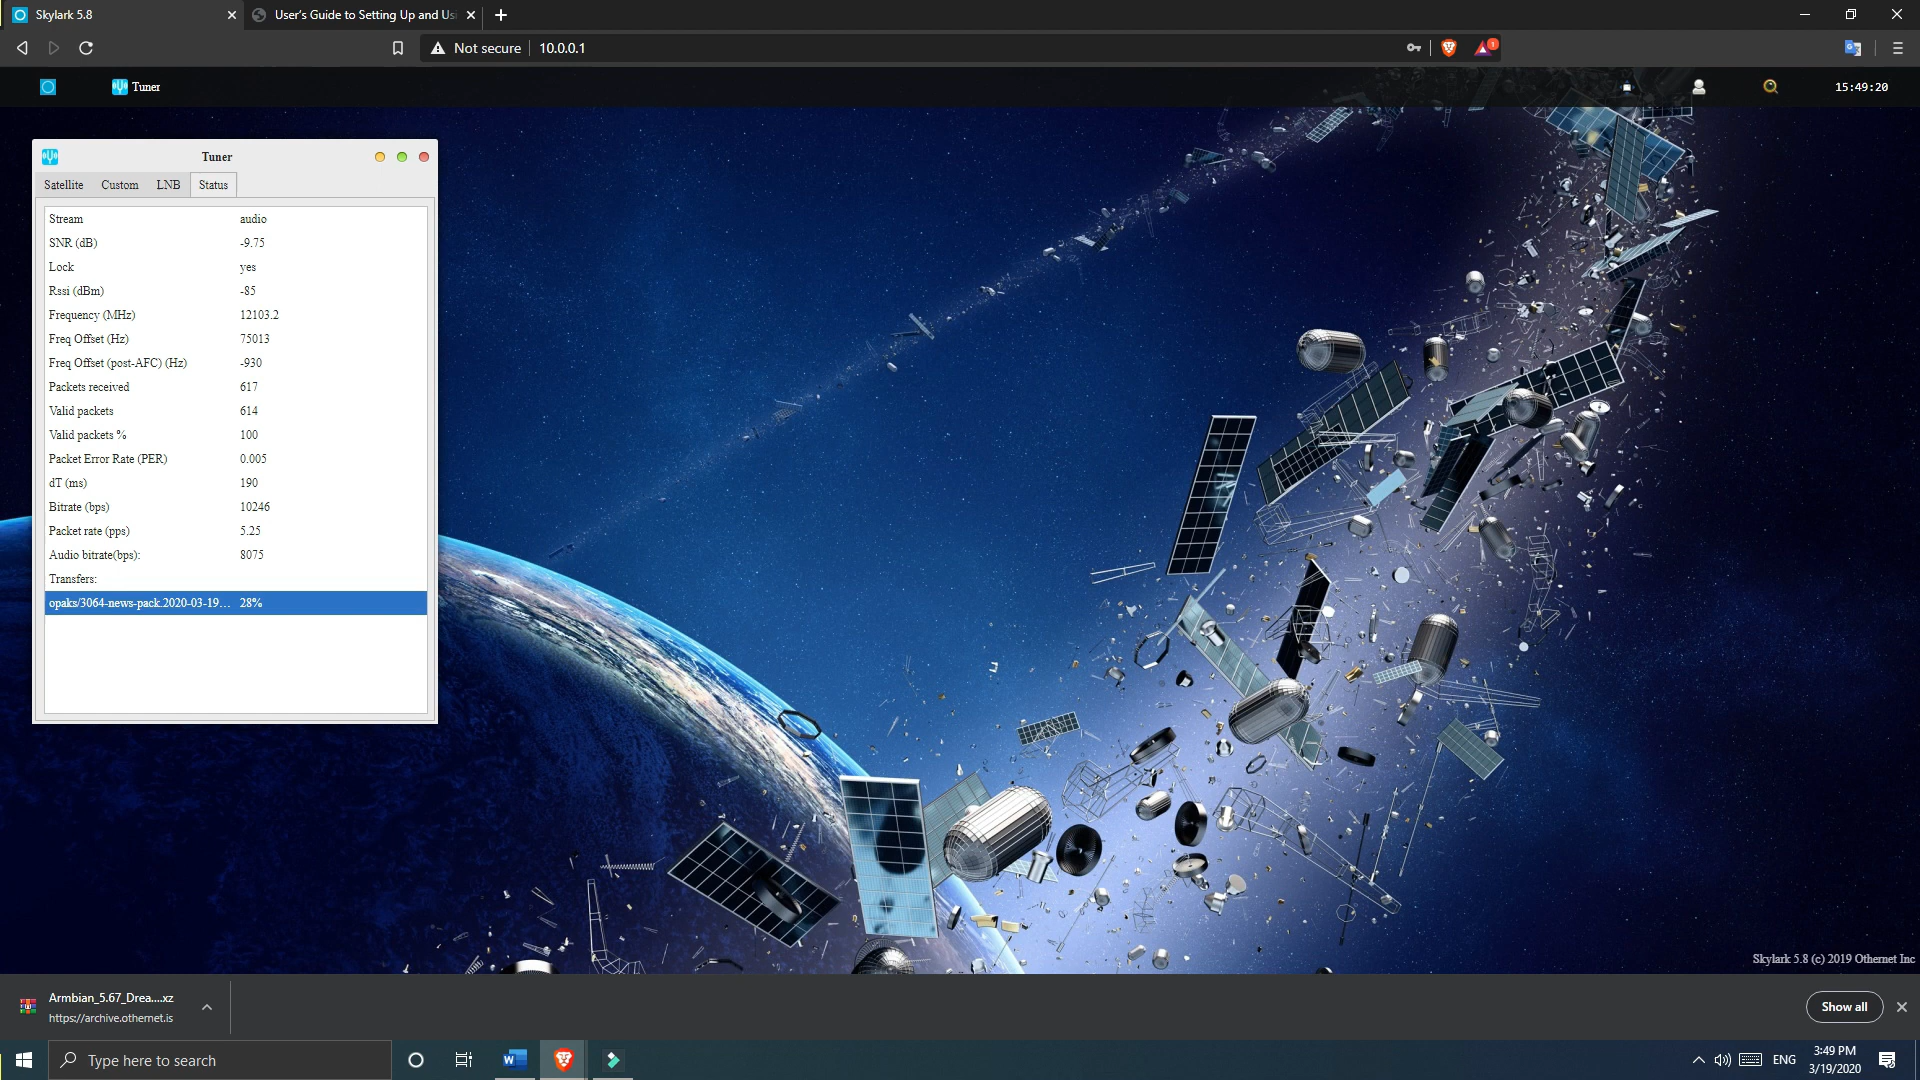 Skylark 5.8
User's Guide to Setting Up and Us
Not secure
10.0.0.1
1
Tuner
15:49:20
Tuner
Satellite Custom LNB Status
Stream audio
SNR (dB) -9.75
Lock yes
Rssi (dBm) -85
Frequency (MHz) 12103.2
Freq Offset (Hz) 75013
Freq Offset (post-AFC) (Hz) -930
Packets received 617
Valid packets 614
Valid packets % 100
Packet Error Rate (PER) 0.005
dT (ms) 190
Bitrate (bps) 10246
Packet rate (pps) 5.25
Audio bitrate(bps): 8075
Transfers:
opaks/3064-news-pack.2020-03-19... 28%
Skylark 5.8 (c) 2019 Othernet Inc
Armbian_5.67_Drea....xz
https://archive.othernet.is
Show all
Type here to search
ENG
3:49 PM
3/19/2020